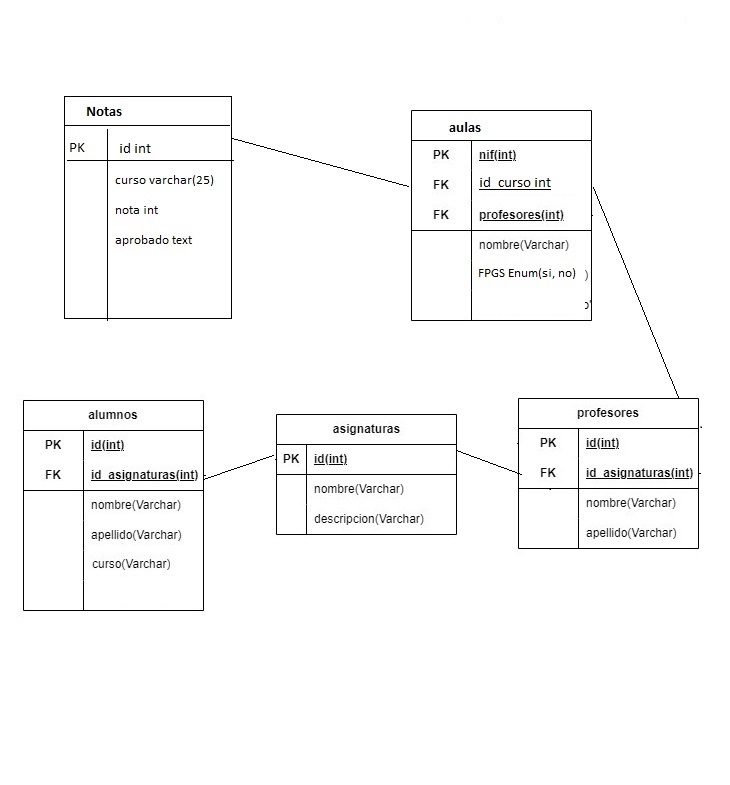 Notas
PK id int
curso varchar(25)
nota int
aprobado text
aulas
PK nif(int)
FK id_curso int
FK profesores(int)
nombre(Varchar)
FPGS Enum(si, no) )
alumnos
PK id(int)
FK id_asignaturas(int)
nombre(Varchar)
apellido(Varchar)
curso(Varchar)
asignaturas
PK id(int)
nombre(Varchar)
descripcion(Varchar)
profesores
PK id(int)
FK id_asignaturas(int)
nombre(Varchar)
apellido(Varchar)